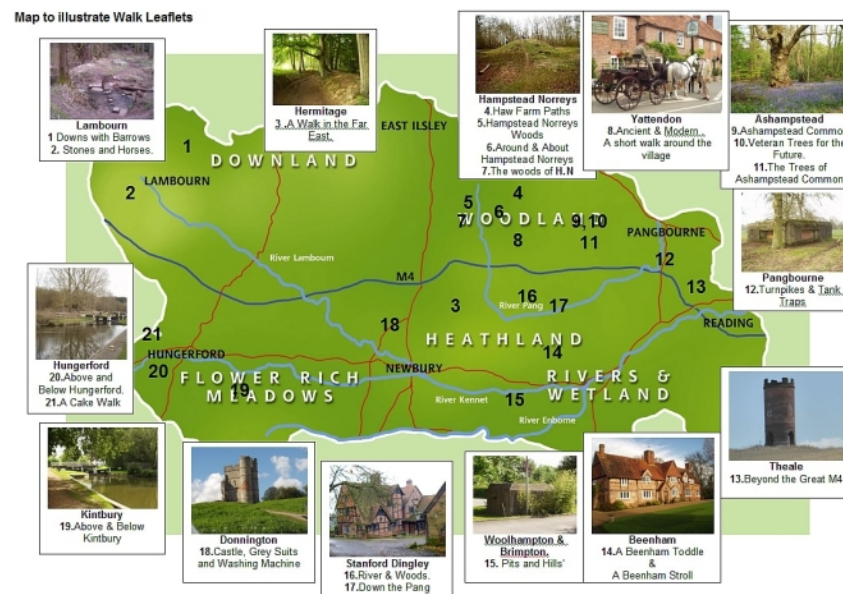 Map to illustrate Walk Leaflets
Lambourn
1 Downs with Barrows
2. Stones and Horses.
Hermitage
3 .A Walk in the Far
East,
Hampstead Norreys
4.Haw Farm Paths
5.Hampstead Norreys
Woods
6.Around & About
Hampstead Norreys
7.The woods of H.N
Yattendon
8.Ancient & Modern .
A short walk around the
village
Ashampstead
9.Ashampstead Common
10.Veteran Trees for the
Future.
11.The Trees of
Ashampstead Common
EAST ILSLEY
1
DOWNLAND
LAMBOURN
2
4
5
6
7
WOODLAND
9, 10
8
11
PANGBOURNE
River Lambourn
12
M4
13
Pangbourne
12.Turnpikes & Tank
Traps
3
16
River Pang
17
18
READING
21
HEATHLAND
HUNGERFORD
14
20
NEWBURY
FLOWER RICH
MEADOWS
19
RIVERS &
WETLAND
River Kennet
15
River Enborne
Hungerford
20.Above and
Below Hungerford.
21.A Cake Walk
Theale
13.Beyond the Great M4
Kintbury
19.Above & Below
Kintbury
Donnington
18.Castle, Grey Suits
and Washing Machine
Stanford Dingley
16.River & Woods.
17.Down the Pang
Woolhampton &
Brimpton,
15. Pits and Hills'
Beenham
14.A Beenham Toddle
&
A Beenham Stroll